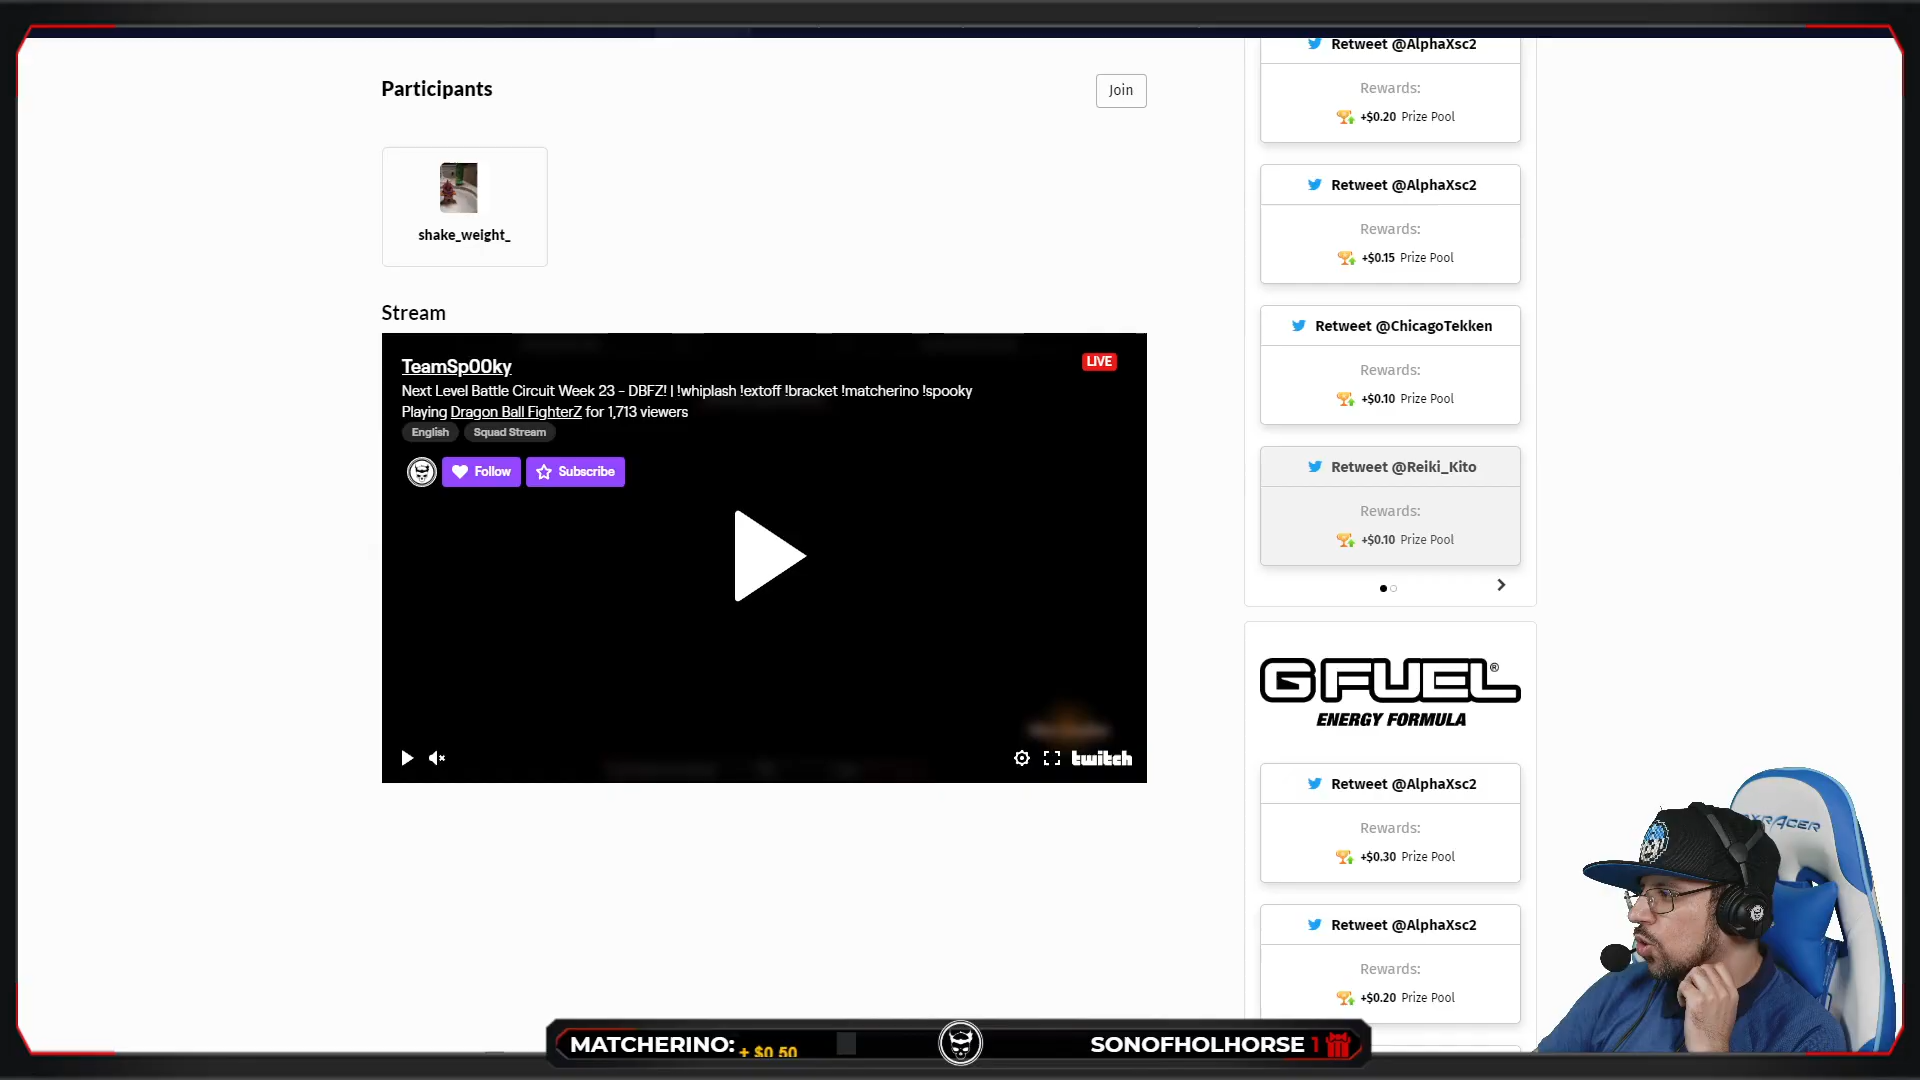 Participants
Join
shake_weight_
Stream
TeamSp00ky
LIVE
Next Level Battle Circuit Week 23 - DBFZ! | !whiplash !extoff !bracket !matcherino !spooky
Playing Dragon Ball FighterZ for 1,713 viewers
English
Squad Stream
Follow
Subscribe
twitch
Retweet @AlphaXsc2
Rewards:
+$0.20 Prize Pool
Retweet @AlphaXsc2
Rewards:
+$0.15 Prize Pool
Retweet @ChicagoTekken
Rewards:
+$0.10 Prize Pool
Retweet @Reiki_Kito
Rewards:
+$0.10 Prize Pool
G FUEL®
ENERGY FORMULA
Retweet @AlphaXsc2
Rewards:
+$0.30 Prize Pool
Retweet @AlphaXsc2
Rewards:
+$0.20 Prize Pool
MATCHERINO: + $0.50
SONOFHOLHORSE 1